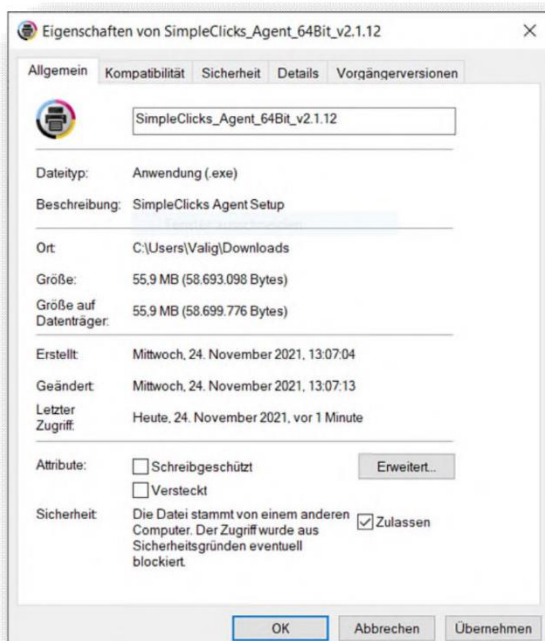 Eigenschaften von SimpleClicks_Agent_64Bit_v2.1.12
Allgemein Kompatibilität Sicherheit Details Vorgängerversionen
SimpleClicks_Agent_64Bit_v2.1.12
Dateityp: Anwendung (.exe)
Beschreibung: SimpleClicks Agent Setup
Ort: C:\Users\Valig\Downloads
Größe: 55,9 MB (58.693.098 Bytes)
Größe auf
Datenträger: 55,9 MB (58.699.776 Bytes)
Erstellt: Mittwoch, 24. November 2021, 13:07:04
Geändert: Mittwoch, 24. November 2021, 13:07:13
Letzter
Zugriff: Heute, 24. November 2021, vor 1 Minute
Attribute: Schreibgeschützt Erweitert...
Versteckt
Sicherheit: Die Datei stammt von einem anderen
Computer. Der Zugriff wurde aus
Sicherheitsgründen eventuell
blockiert.
Zulassen
OK Abbrechen Übernehmen